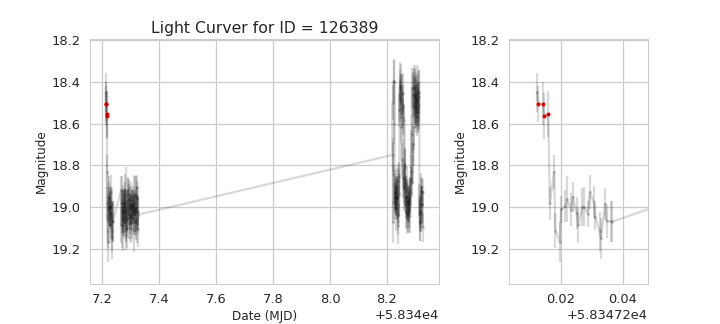 Light Curver for ID = 126389
18.2
18.4
18.6
18.8
19.0
19.2
Magnitude
7.2 7.4 7.6 7.8 8.0 8.2
Date (MJD)
+5.834e4
18.2
18.4
18.6
18.8
19.0
19.2
Magnitude
0.02 0.04
+5.83472e4